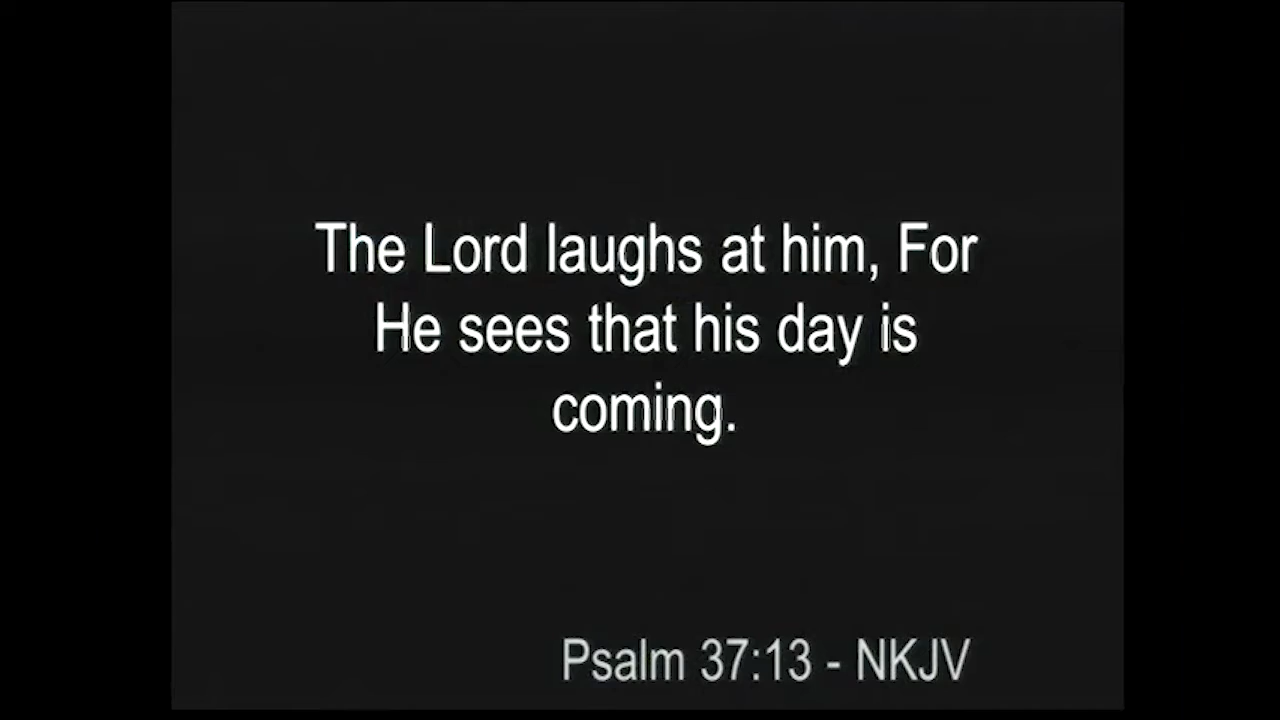 The Lord laughs at him, For
He sees that his day is
coming.
Psalm 37:13 - NKJV